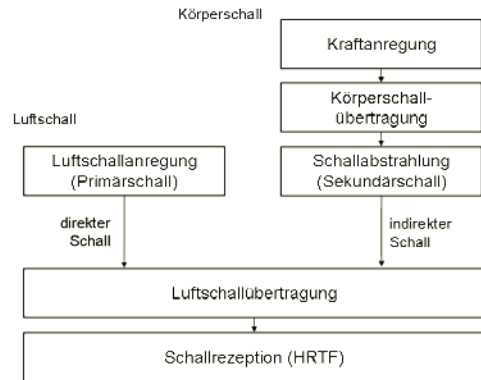 Körperschall
Kraftanregung
Körperschall-
übertragung
Luftschall
Luftschallanregung
(Primärschall)
Schallabstrahlung
(Sekundärschall)
direkter
Schall
indirekter
Schall
Luftschallübertragung
Schallrezeption (HRTF)